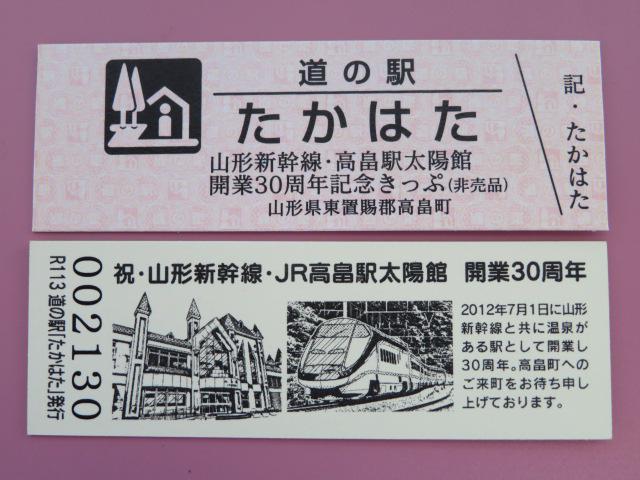 道の駅
たかはた
山形新幹線・高畠駅太陽館
開業30周年記念きっぷ(非売品)
山形県東置賜郡高畠町
記・たかはた
祝・山形新幹線・JR高畠駅太陽館 開業30周年
2012年7月1日に山形
新幹線と共に温泉が
ある駅として開業し
30周年。高畠町への
ご来町をお待ち申し
上げております。
002130
R113 道の駅「たかはた」発行